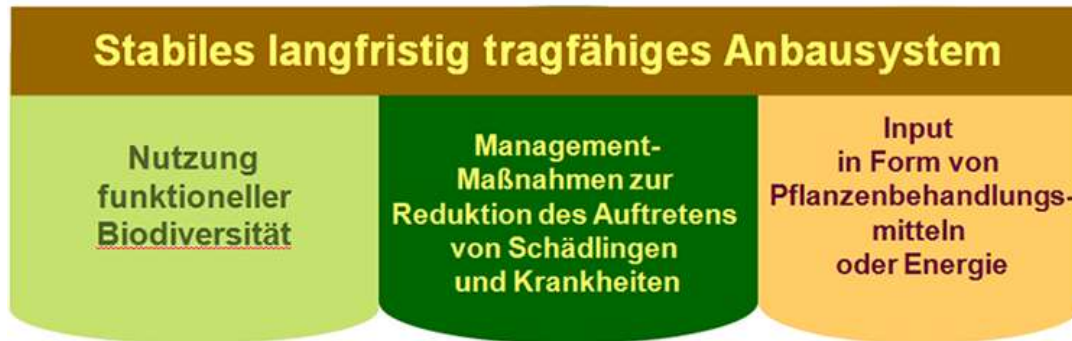 Stabiles langfristig tragfähiges Anbausystem
Nutzung
funktioneller
Biodiversität
Management-
Maßnahmen zur
Reduktion des Auftretens
von Schädlingen
und Krankheiten
Input
in Form von
Pflanzenbehandlungs-
mitteln
oder Energie